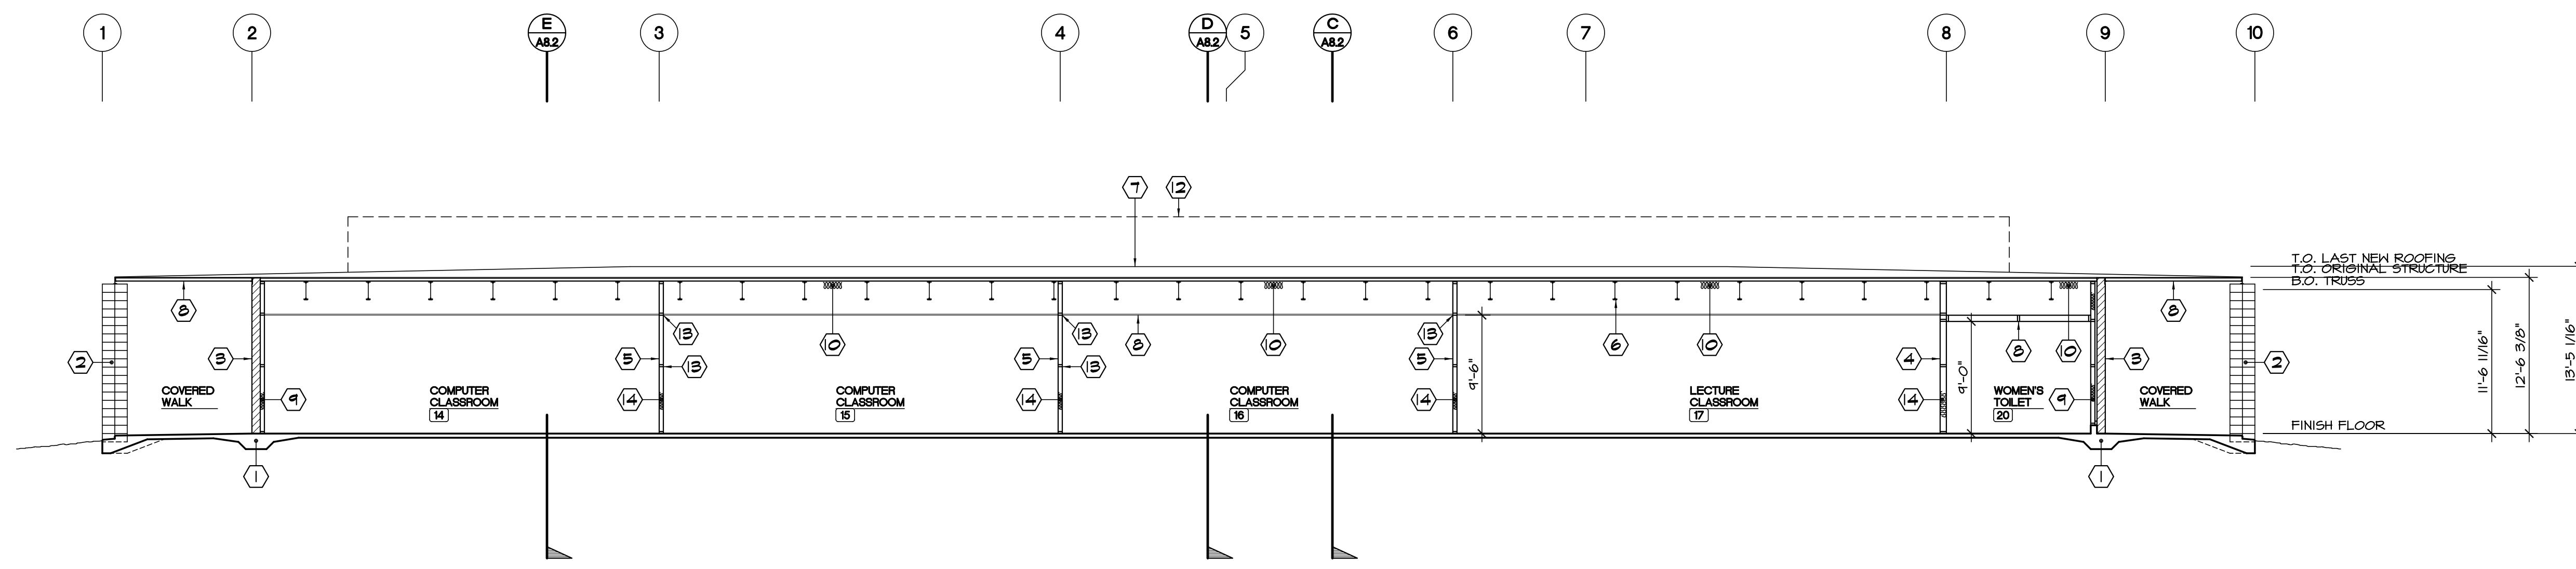 1
2
E
A8.2
3
4
D
A8.2
5
C
A8.2
6
7
8
9
10
7
12
T.O. LAST NEW ROOFING
T.O. ORIGINAL STRUCTURE
B.O. TRUSS
8
13
10
13
8
10
13
6
10
8
10
8
2
3
5
13
5
13
5
4
3
2
9'-6"
9'-0"
11'-6 11/16"
12'-6 3/8"
13'-5 1/16"
COVERED
WALK
9
COMPUTER
CLASSROOM
14
14
COMPUTER
CLASSROOM
15
14
COMPUTER
CLASSROOM
16
14
LECTURE
CLASSROOM
17
14
WOMEN'S
TOILET
20
9
COVERED
WALK
FINISH FLOOR
1
1